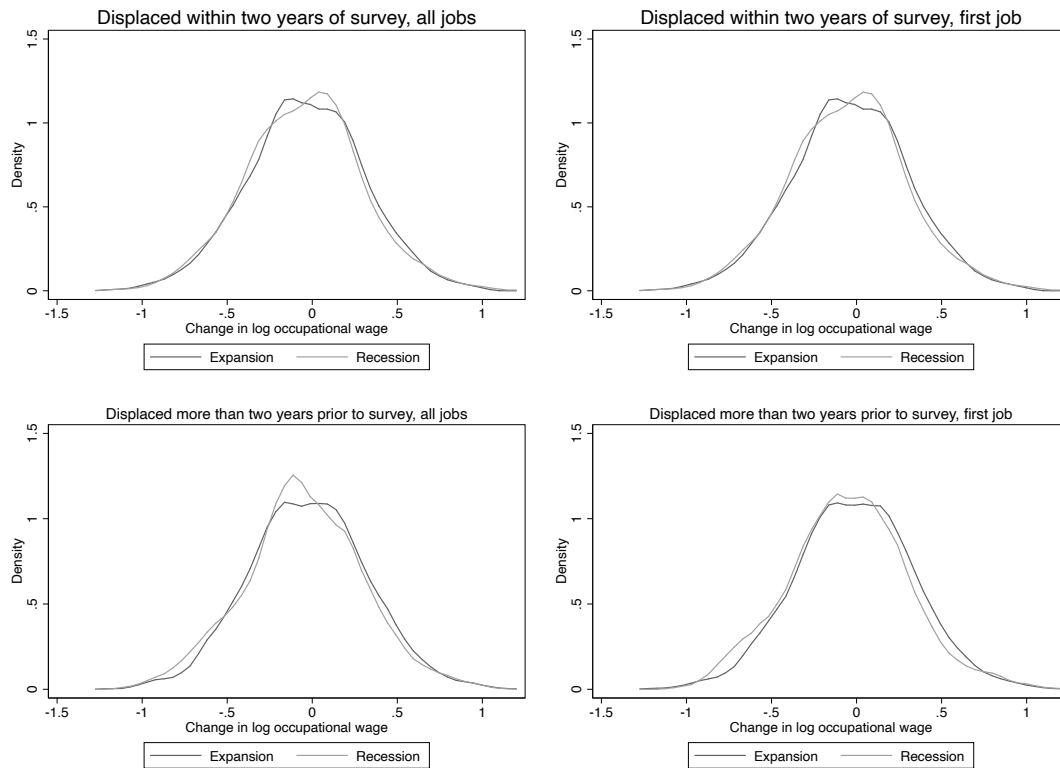 Displaced within two years of survey, all jobs
Density
0 .5 1 1.5
-1.5 -1 -.5 0 .5 1
Change in log occupational wage
Expansion Recession
Displaced within two years of survey, first job
Density
0 .5 1 1.5
-1.5 -1 -.5 0 .5 1
Change in log occupational wage
Expansion Recession
Displaced more than two years prior to survey, all jobs
Density
0 .5 1 1.5
-1.5 -1 -.5 0 .5 1
Change in log occupational wage
Expansion Recession
Displaced more than two years prior to survey, first job
Density
0 .5 1 1.5
-1.5 -1 -.5 0 .5 1
Change in log occupational wage
Expansion Recession